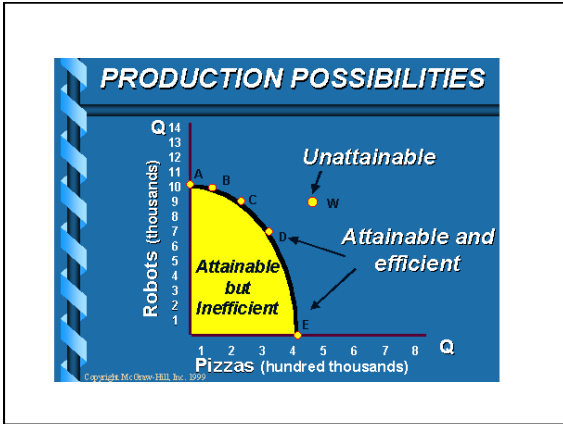 PRODUCTION POSSIBILITIES
Q
14
13
12
11
10
9
8
7
6
5
4
3
2
1
Robots (thousands)
A
B
C
D
E
W
Unattainable
Attainable and
efficient
Attainable
but
Inefficient
1 2 3 4 5 6 7 8
Q
Pizzas (hundred thousands)
Copyright McGraw-Hill, Inc. 1999